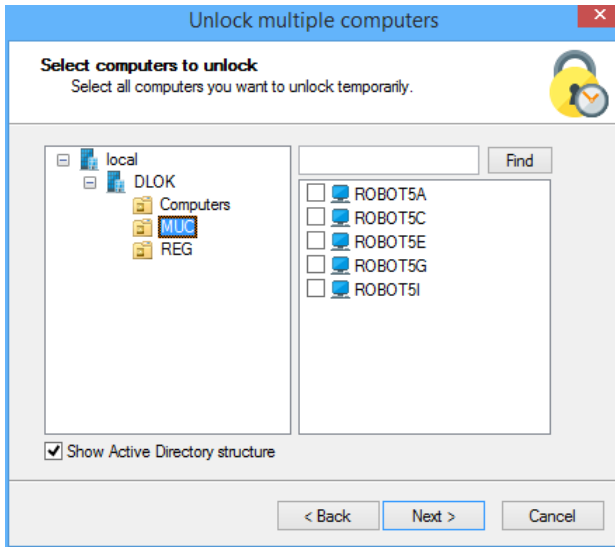 Unlock multiple computers
Select computers to unlock
Select all computers you want to unlock temporarily.
local
DLOK
Computers
MUC
REG
Find
ROBOT5A
ROBOT5C
ROBOT5E
ROBOT5G
ROBOT5I
Show Active Directory structure
< Back
Next >
Cancel